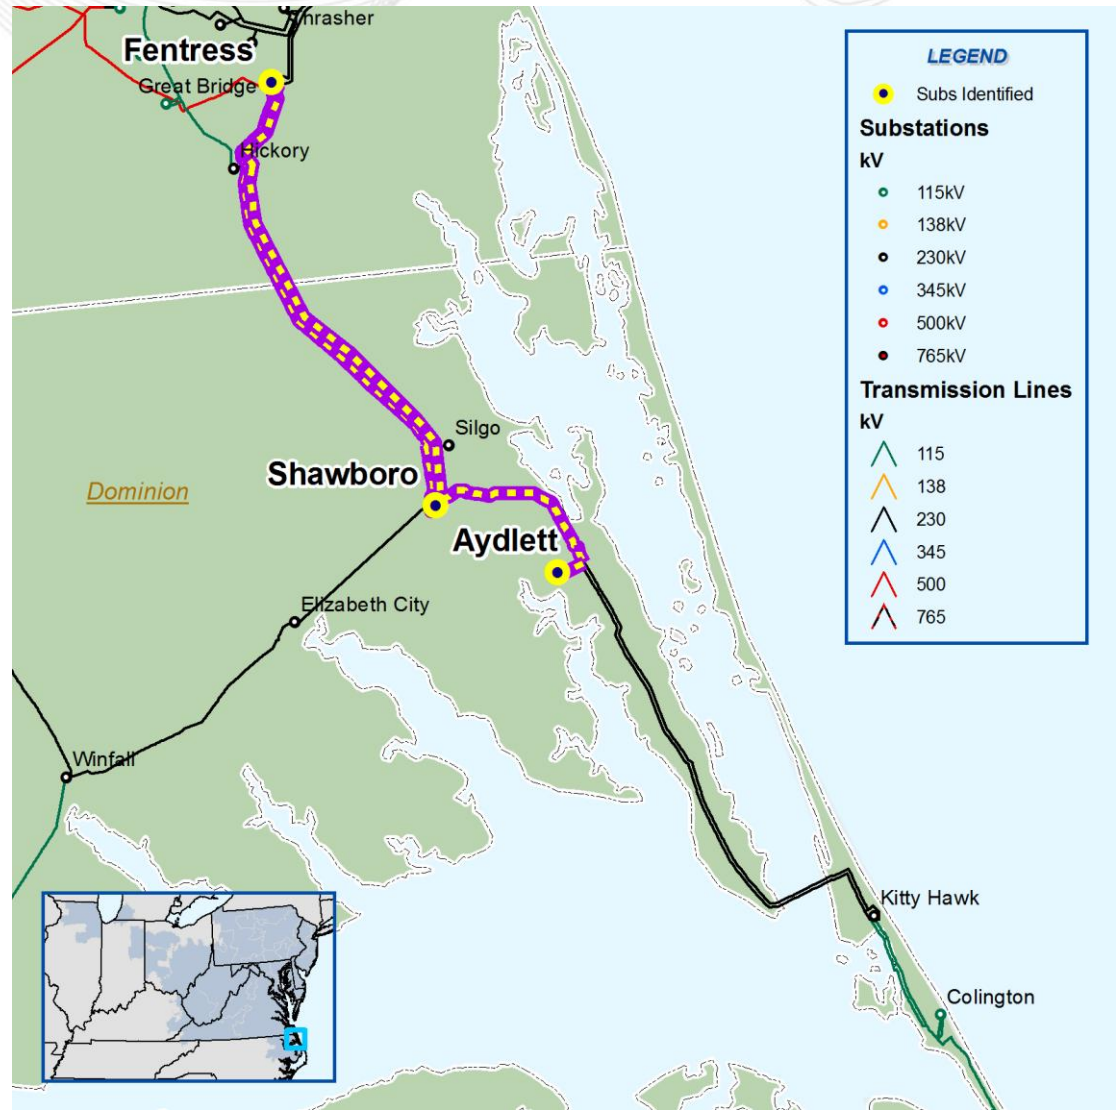 hrasher
Fentress
Great Bridge
Hickory
Silgo
Shawboro
Dominion
Aydlett
Elizabeth City
Winfall
Kitty Hawk
Colington
LEGEND
Subs Identified
Substations
kV
115kV
138kV
230kV
345kV
500kV
765kV
Transmission Lines
kV
115
138
230
345
500
765